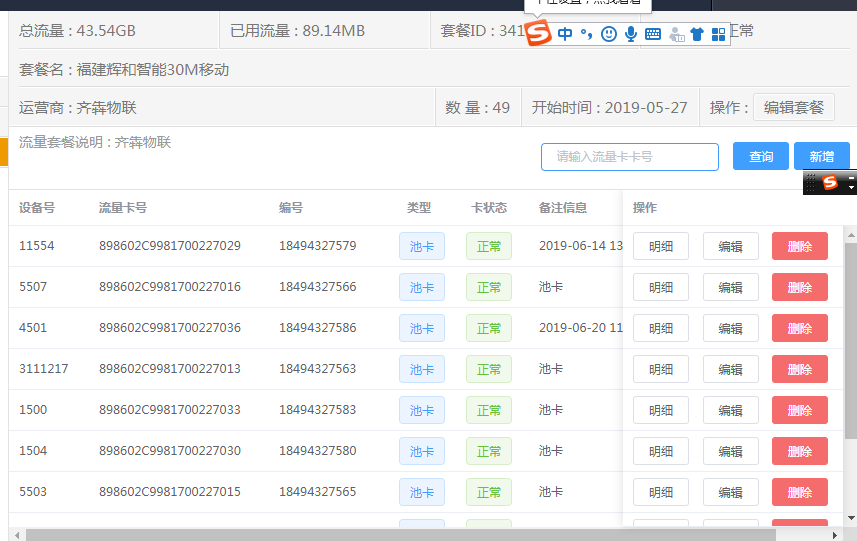 总流量 : 43.54GB 已用流量 : 89.14MB 套餐ID : 341 正常
中
套餐名 : 福建辉和智能30M移动
运营商 : 齐犇物联 数 量 : 49 开始时间 : 2019-05-27 操作 : 编辑套餐
流量套餐说明 : 齐犇物联
请输入流量卡卡号 查询 新增
设备号 流量卡号 编号 类型 卡状态 备注信息 操作
11554 898602C9981700227029 18494327579 池卡 正常 2019-06-14 13 明细 编辑 删除
5507 898602C9981700227016 18494327566 池卡 正常 池卡 明细 编辑 删除
4501 898602C9981700227036 18494327586 池卡 正常 2019-06-20 11 明细 编辑 删除
3111217 898602C9981700227013 18494327563 池卡 正常 池卡 明细 编辑 删除
1500 898602C9981700227033 18494327583 池卡 正常 池卡 明细 编辑 删除
1504 898602C9981700227030 18494327580 池卡 正常 池卡 明细 编辑 删除
5503 898602C9981700227015 18494327565 池卡 正常 池卡 明细 编辑 删除